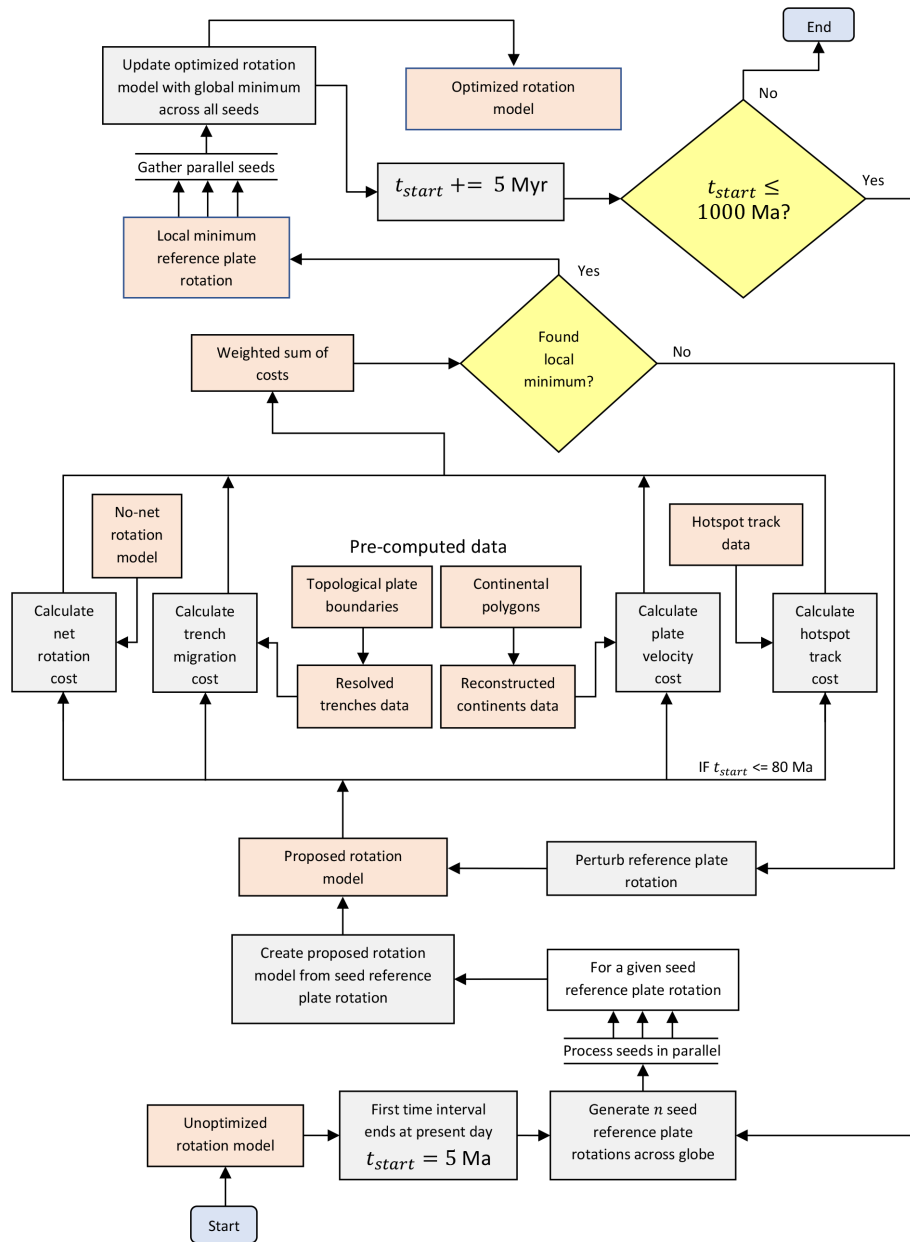 End
Update optimized rotation
model with global minimum
across all seeds
Optimized rotation
model
No
Gather parallel seeds
t_start += 5 Myr
t_start ≤
1000 Ma?
Yes
Local minimum
reference plate
rotation
Yes
Weighted sum of
costs
Found
local
minimum?
No
No-net
rotation
model
Hotspot track
data
Pre-computed data
Topological plate
boundaries
Continental
polygons
Calculate
net
rotation
cost
Calculate
trench
migration
cost
Resolved
trenches data
Reconstructed
continents data
Calculate
plate
velocity
cost
Calculate
hotspot
track cost
IF t_start <= 80 Ma
Proposed rotation
model
Perturb reference plate
rotation
Create proposed rotation
model from seed reference
plate rotation
For a given seed
reference plate rotation
Process seeds in parallel
Unoptimized
rotation model
First time interval
ends at present day
t_start = 5 Ma
Generate n seed
reference plate
rotations across globe
Start